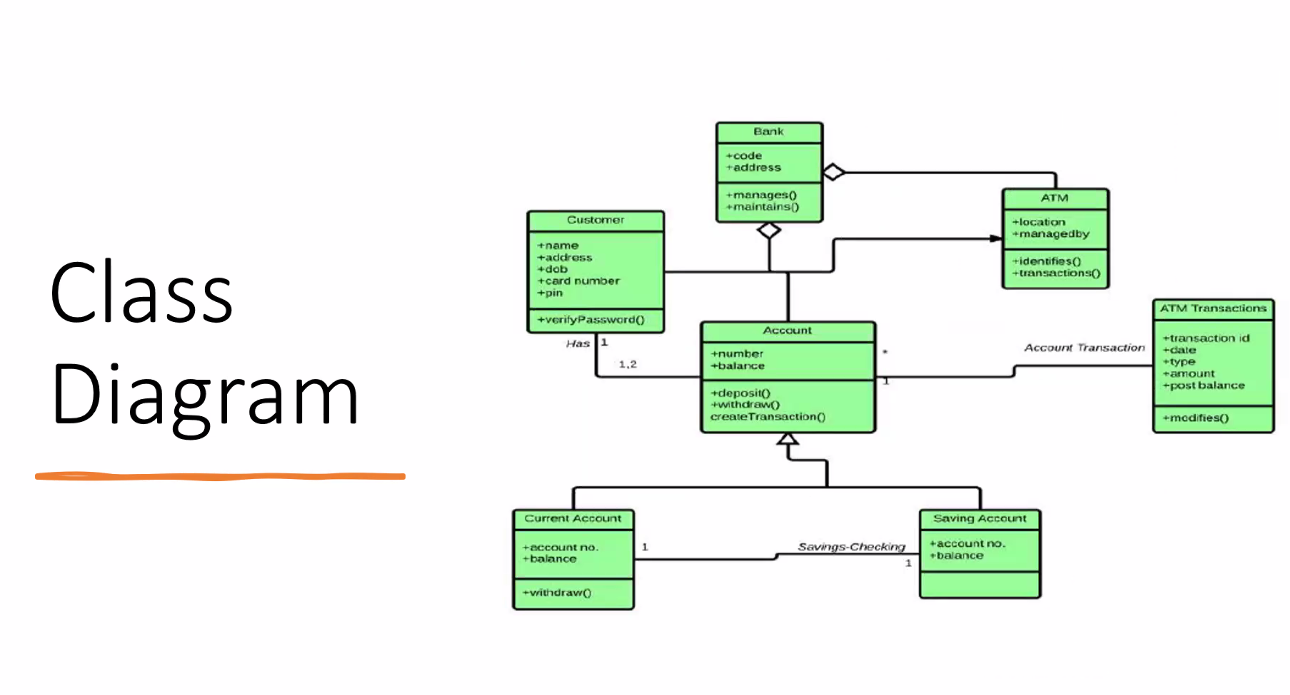 Class
Diagram
Bank
+code
+address
+manages()
+maintains()
ATM
+location
+managedby
+identifies()
+transactions()
Customer
+name
+address
+dob
+card number
+pin
+verifyPassword()
Has 1
1,2
Account
+number
+balance
+deposit()
+withdraw()
createTransaction()
*
1
Account Transaction
ATM Transactions
+transaction id
+date
+type
+amount
+post balance
+modifies()
Current Account
+account no.
+balance
+withdraw()
1
Savings-Checking
1
Saving Account
+account no.
+balance